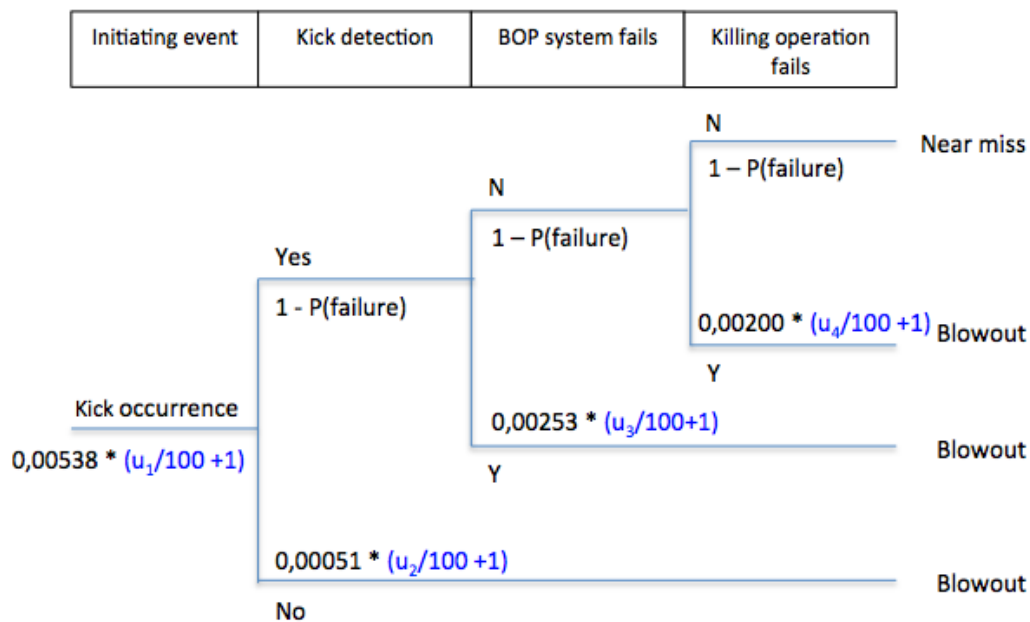 Initiating event
Kick detection
BOP system fails
Killing operation
fails
N
Near miss
1 – P(failure)
N
1 – P(failure)
Yes
1 - P(failure)
0,00200 * (u₄/100 +1)
Blowout
Y
Kick occurrence
0,00253 * (u₃/100+1)
0,00538 * (u₁/100 +1)
Blowout
Y
0,00051 * (u₂/100 +1)
Blowout
No